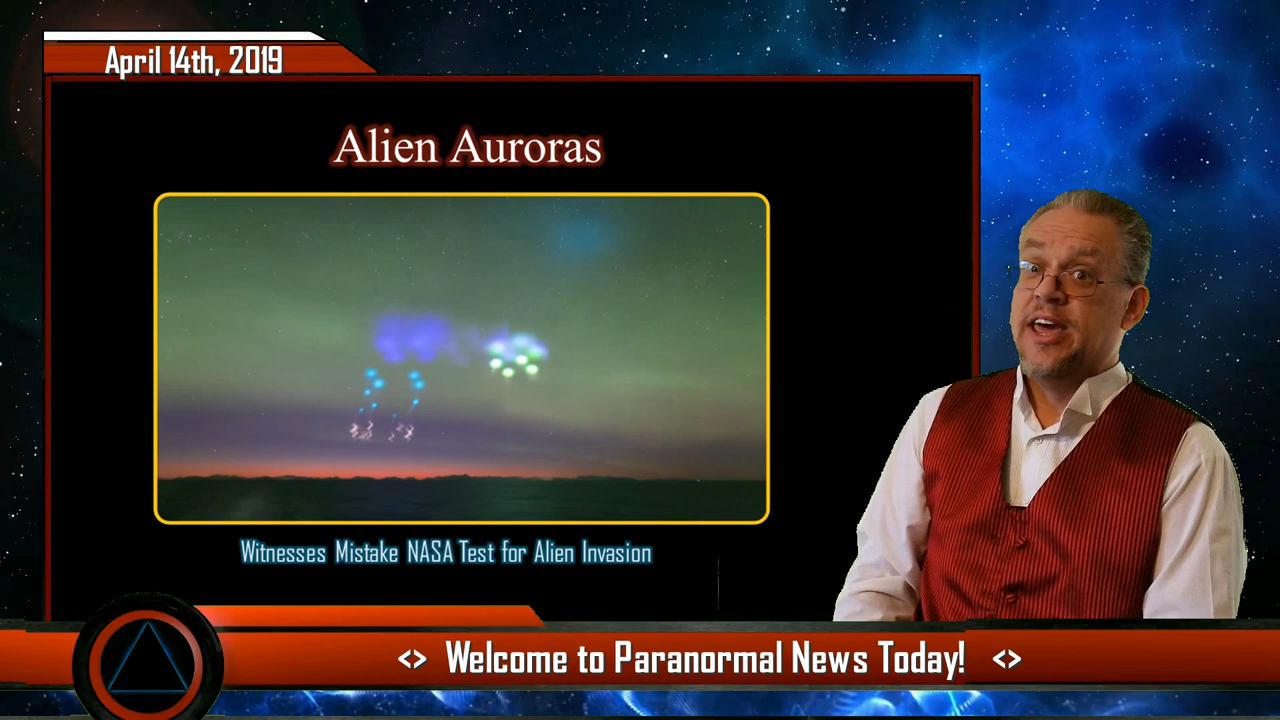 April 14th, 2019
Alien Auroras
Witnesses Mistake NASA Test for Alien Invasion
<> Welcome to Paranormal News Today! <>